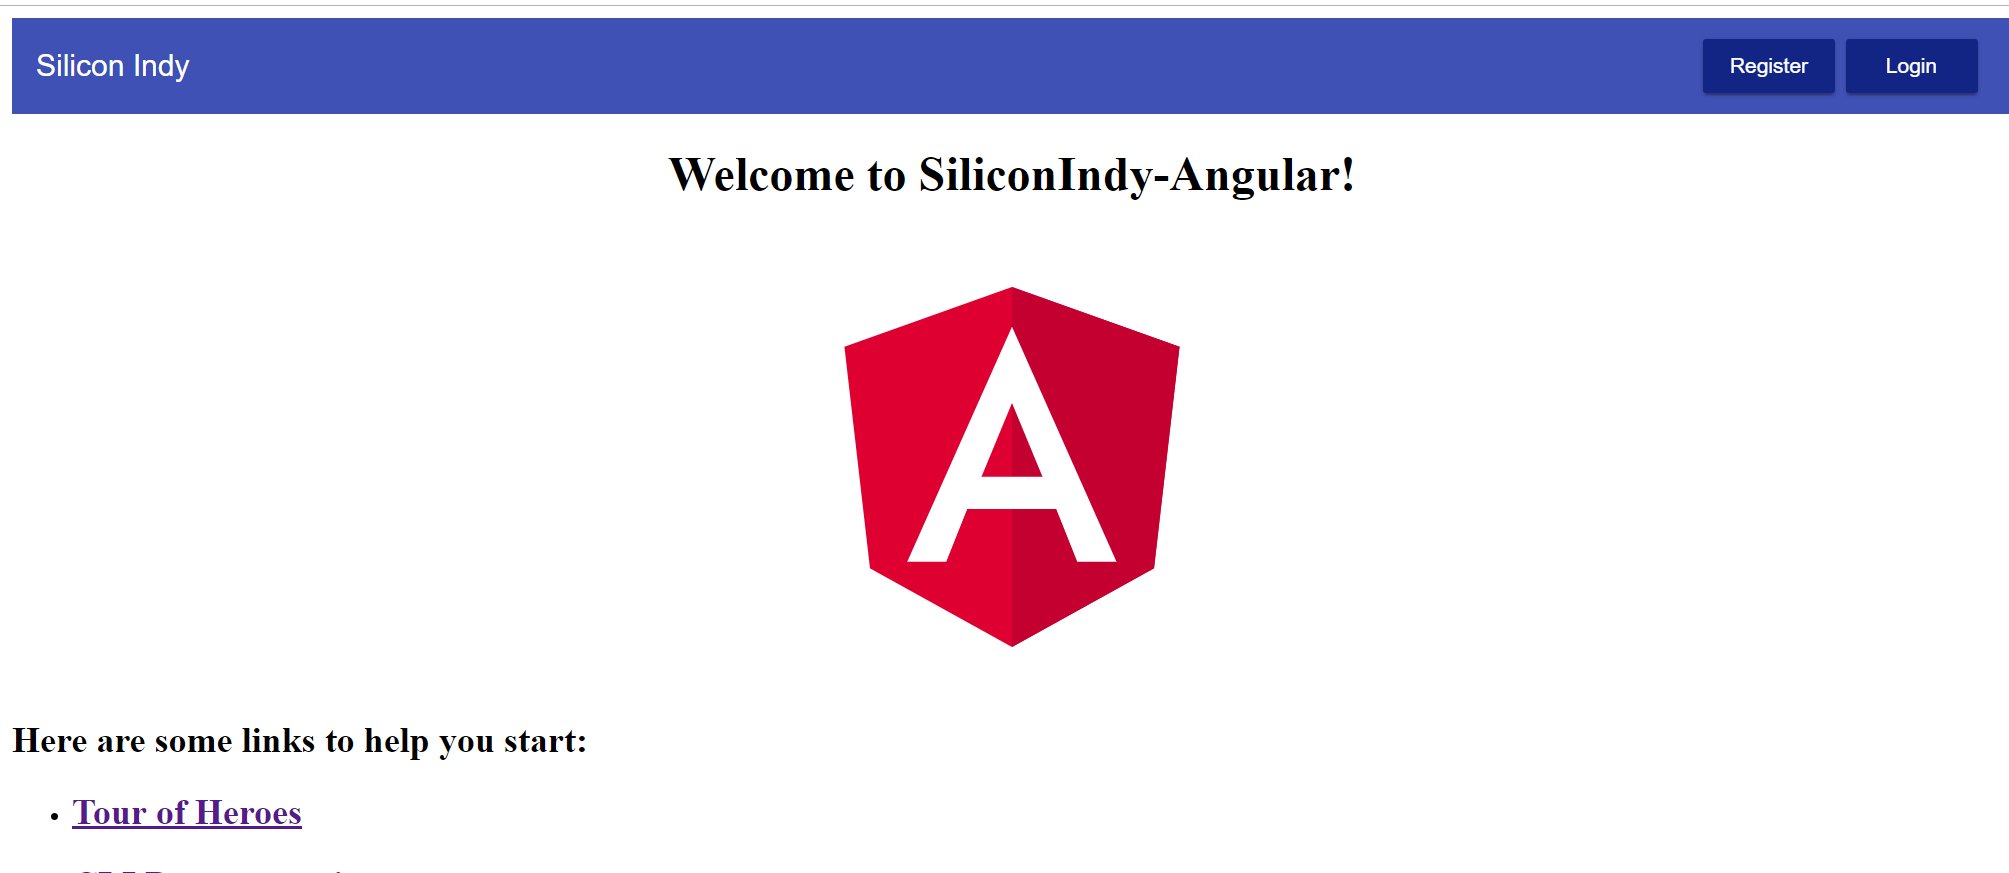 Silicon Indy
Register
Login
Welcome to SiliconIndy-Angular!
A
Here are some links to help you start:
Tour of Heroes